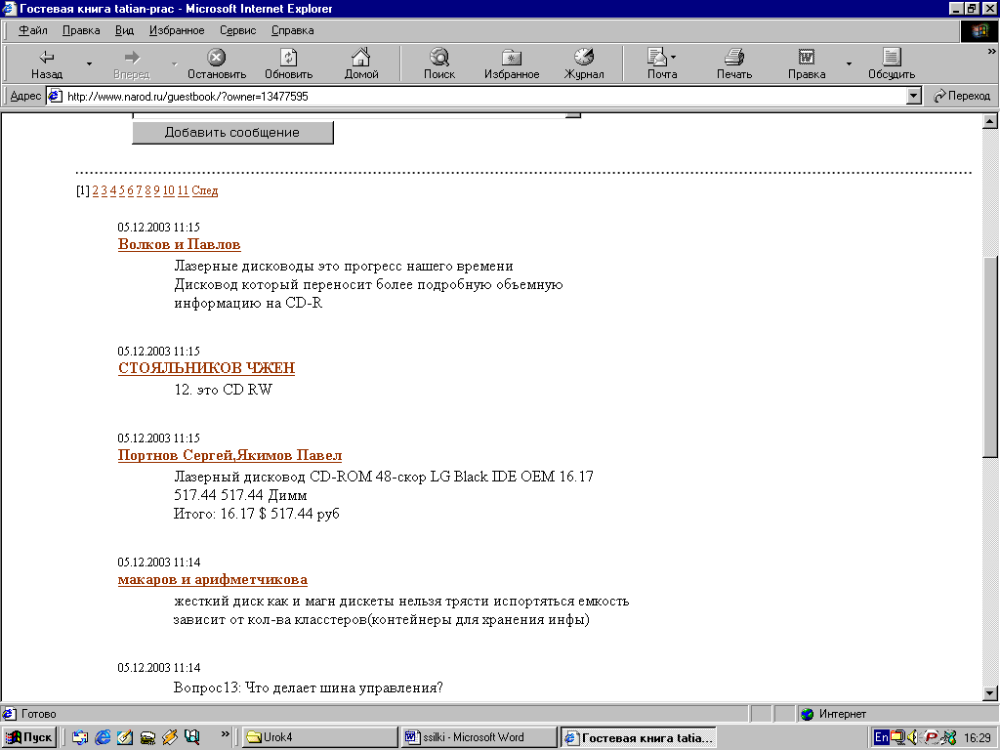 Гостевая книга tatian-prac - Microsoft Internet Explorer
Файл Правка Вид Избранное Сервис Справка
Назад Вперед Остановить Обновить Домой Поиск Избранное Журнал Почта Печать Правка Обсудить
Адрес http://www.narod.ru/guestbook/?owner=13477595 Переход
Добавить сообщение
[1] 2 3 4 5 6 7 8 9 10 11 След
05.12.2003 11:15
Волков и Павлов
Лазерные дисководы это прогресс нашего времени
Дисковод который переносит более подробную объемную
информацию на CD-R
05.12.2003 11:15
СТОЯЛЬНИКОВ ЧЖЕН
12. это CD RW
05.12.2003 11:15
Портнов Сергей,Якимов Павел
Лазерный дисковод CD-ROM 48-скор LG Black IDE OEM 16.17
517.44 517.44 Димм
Итого: 16.17 $ 517.44 руб
05.12.2003 11:14
макаров и арифметчикова
жесткий диск как и магн дискеты нельзя трясти испортяться емкость
зависит от кол-ва класстеров(контейнеры для хранения инфы)
05.12.2003 11:14
Вопрос13: Что делает шина управления?
Готово Интернет
Пуск » Urok4 ssilki - Microsoft Word Гостевая книга tatia... En 16:29